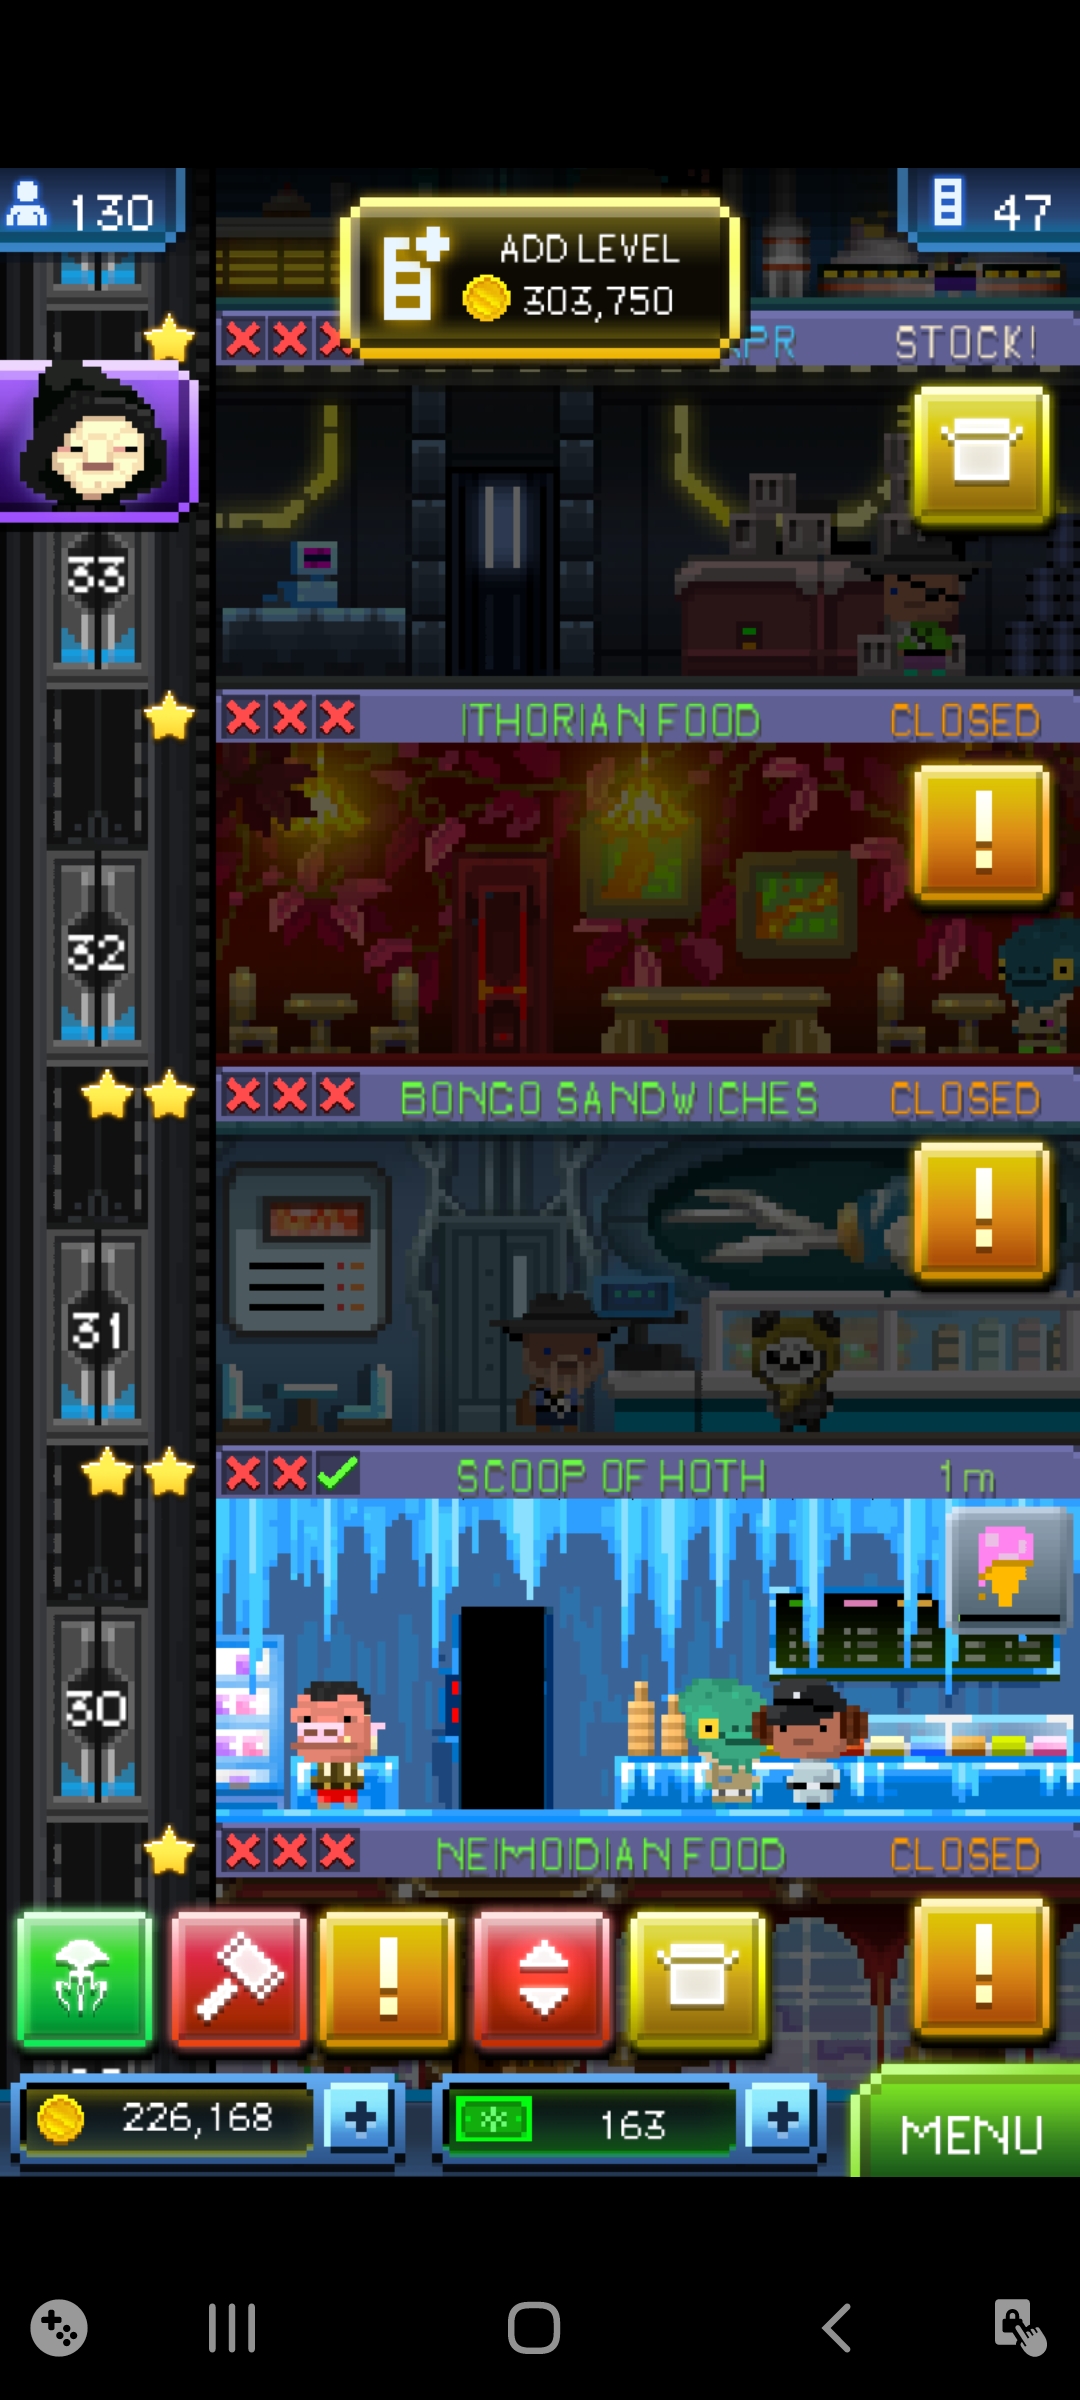 130
47
ADD LEVEL
303,750
STOCK!
33
ITHORIAN FOOD CLOSED
32
BONGO SANDWICHES CLOSED
31
SCOOP OF HOTH 1m
30
NEIMOIDIAN FOOD CLOSED
226,168
163
MENU